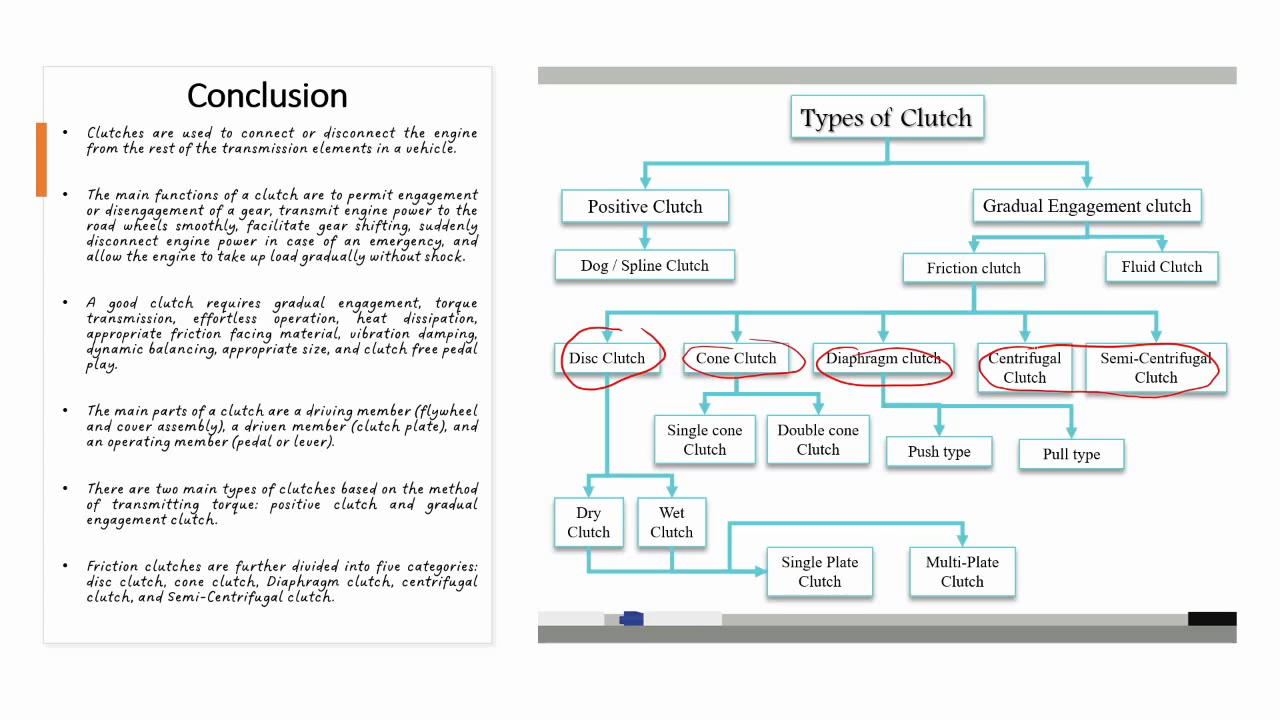 Conclusion
• Clutches are used to connect or disconnect the engine
from the rest of the transmission elements in a vehicle.
• The main functions of a clutch are to permit engagement
or disengagement of a gear, transmit engine power to the
road wheels smoothly, facilitate gear shifting, suddenly
disconnect engine power in case of an emergency, and
allow the engine to take up load gradually without shock.
• A good clutch requires gradual engagement, torque
transmission, effortless operation, heat dissipation,
appropriate friction facing material, vibration damping,
dynamic balancing, appropriate size, and clutch free pedal
play.
• The main parts of a clutch are a driving member (flywheel
and cover assembly), a driven member (clutch plate), and
an operating member (pedal or lever).
• There are two main types of clutches based on the method
of transmitting torque: positive clutch and gradual
engagement clutch.
• Friction clutches are further divided into five categories:
disc clutch, cone clutch, Diaphragm clutch, centrifugal
clutch, and Semi-Centrifugal clutch.
Types of Clutch
Positive Clutch
Gradual Engagement clutch
Dog / Spline Clutch
Friction clutch
Fluid Clutch
Disc Clutch
Cone Clutch
Diaphragm clutch
Centrifugal
Clutch
Semi-Centrifugal
Clutch
Single cone
Clutch
Double cone
Clutch
Push type
Pull type
Dry
Clutch
Wet
Clutch
Single Plate
Clutch
Multi-Plate
Clutch